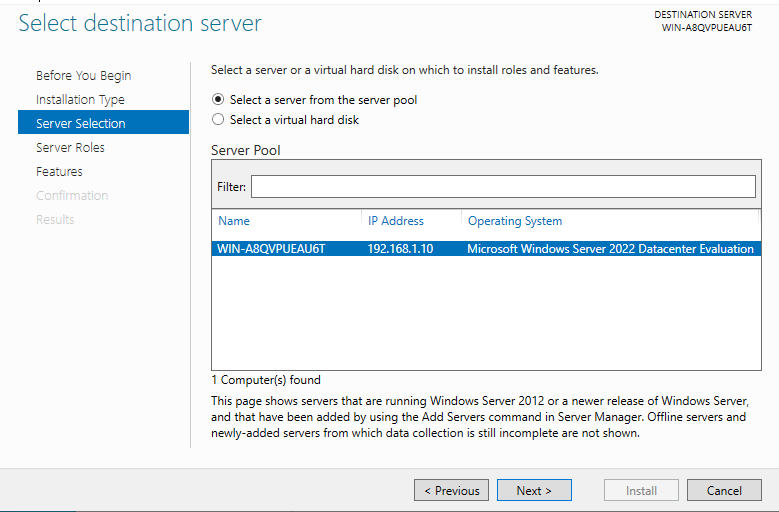 Select destination server
DESTINATION SERVER
WIN-A8QVPUEAU6T
Before You Begin
Installation Type
Server Selection
Server Roles
Features
Confirmation
Results
Select a server or a virtual hard disk on which to install roles and features.
Select a server from the server pool
Select a virtual hard disk
Server Pool
Filter:
Name IP Address Operating System
WIN-A8QVPUEAU6T 192.168.1.10 Microsoft Windows Server 2022 Datacenter Evaluation
1 Computer(s) found
This page shows servers that are running Windows Server 2012 or a newer release of Windows Server,
and that have been added by using the Add Servers command in Server Manager. Offline servers and
newly-added servers from which data collection is still incomplete are not shown.
< Previous Next > Install Cancel